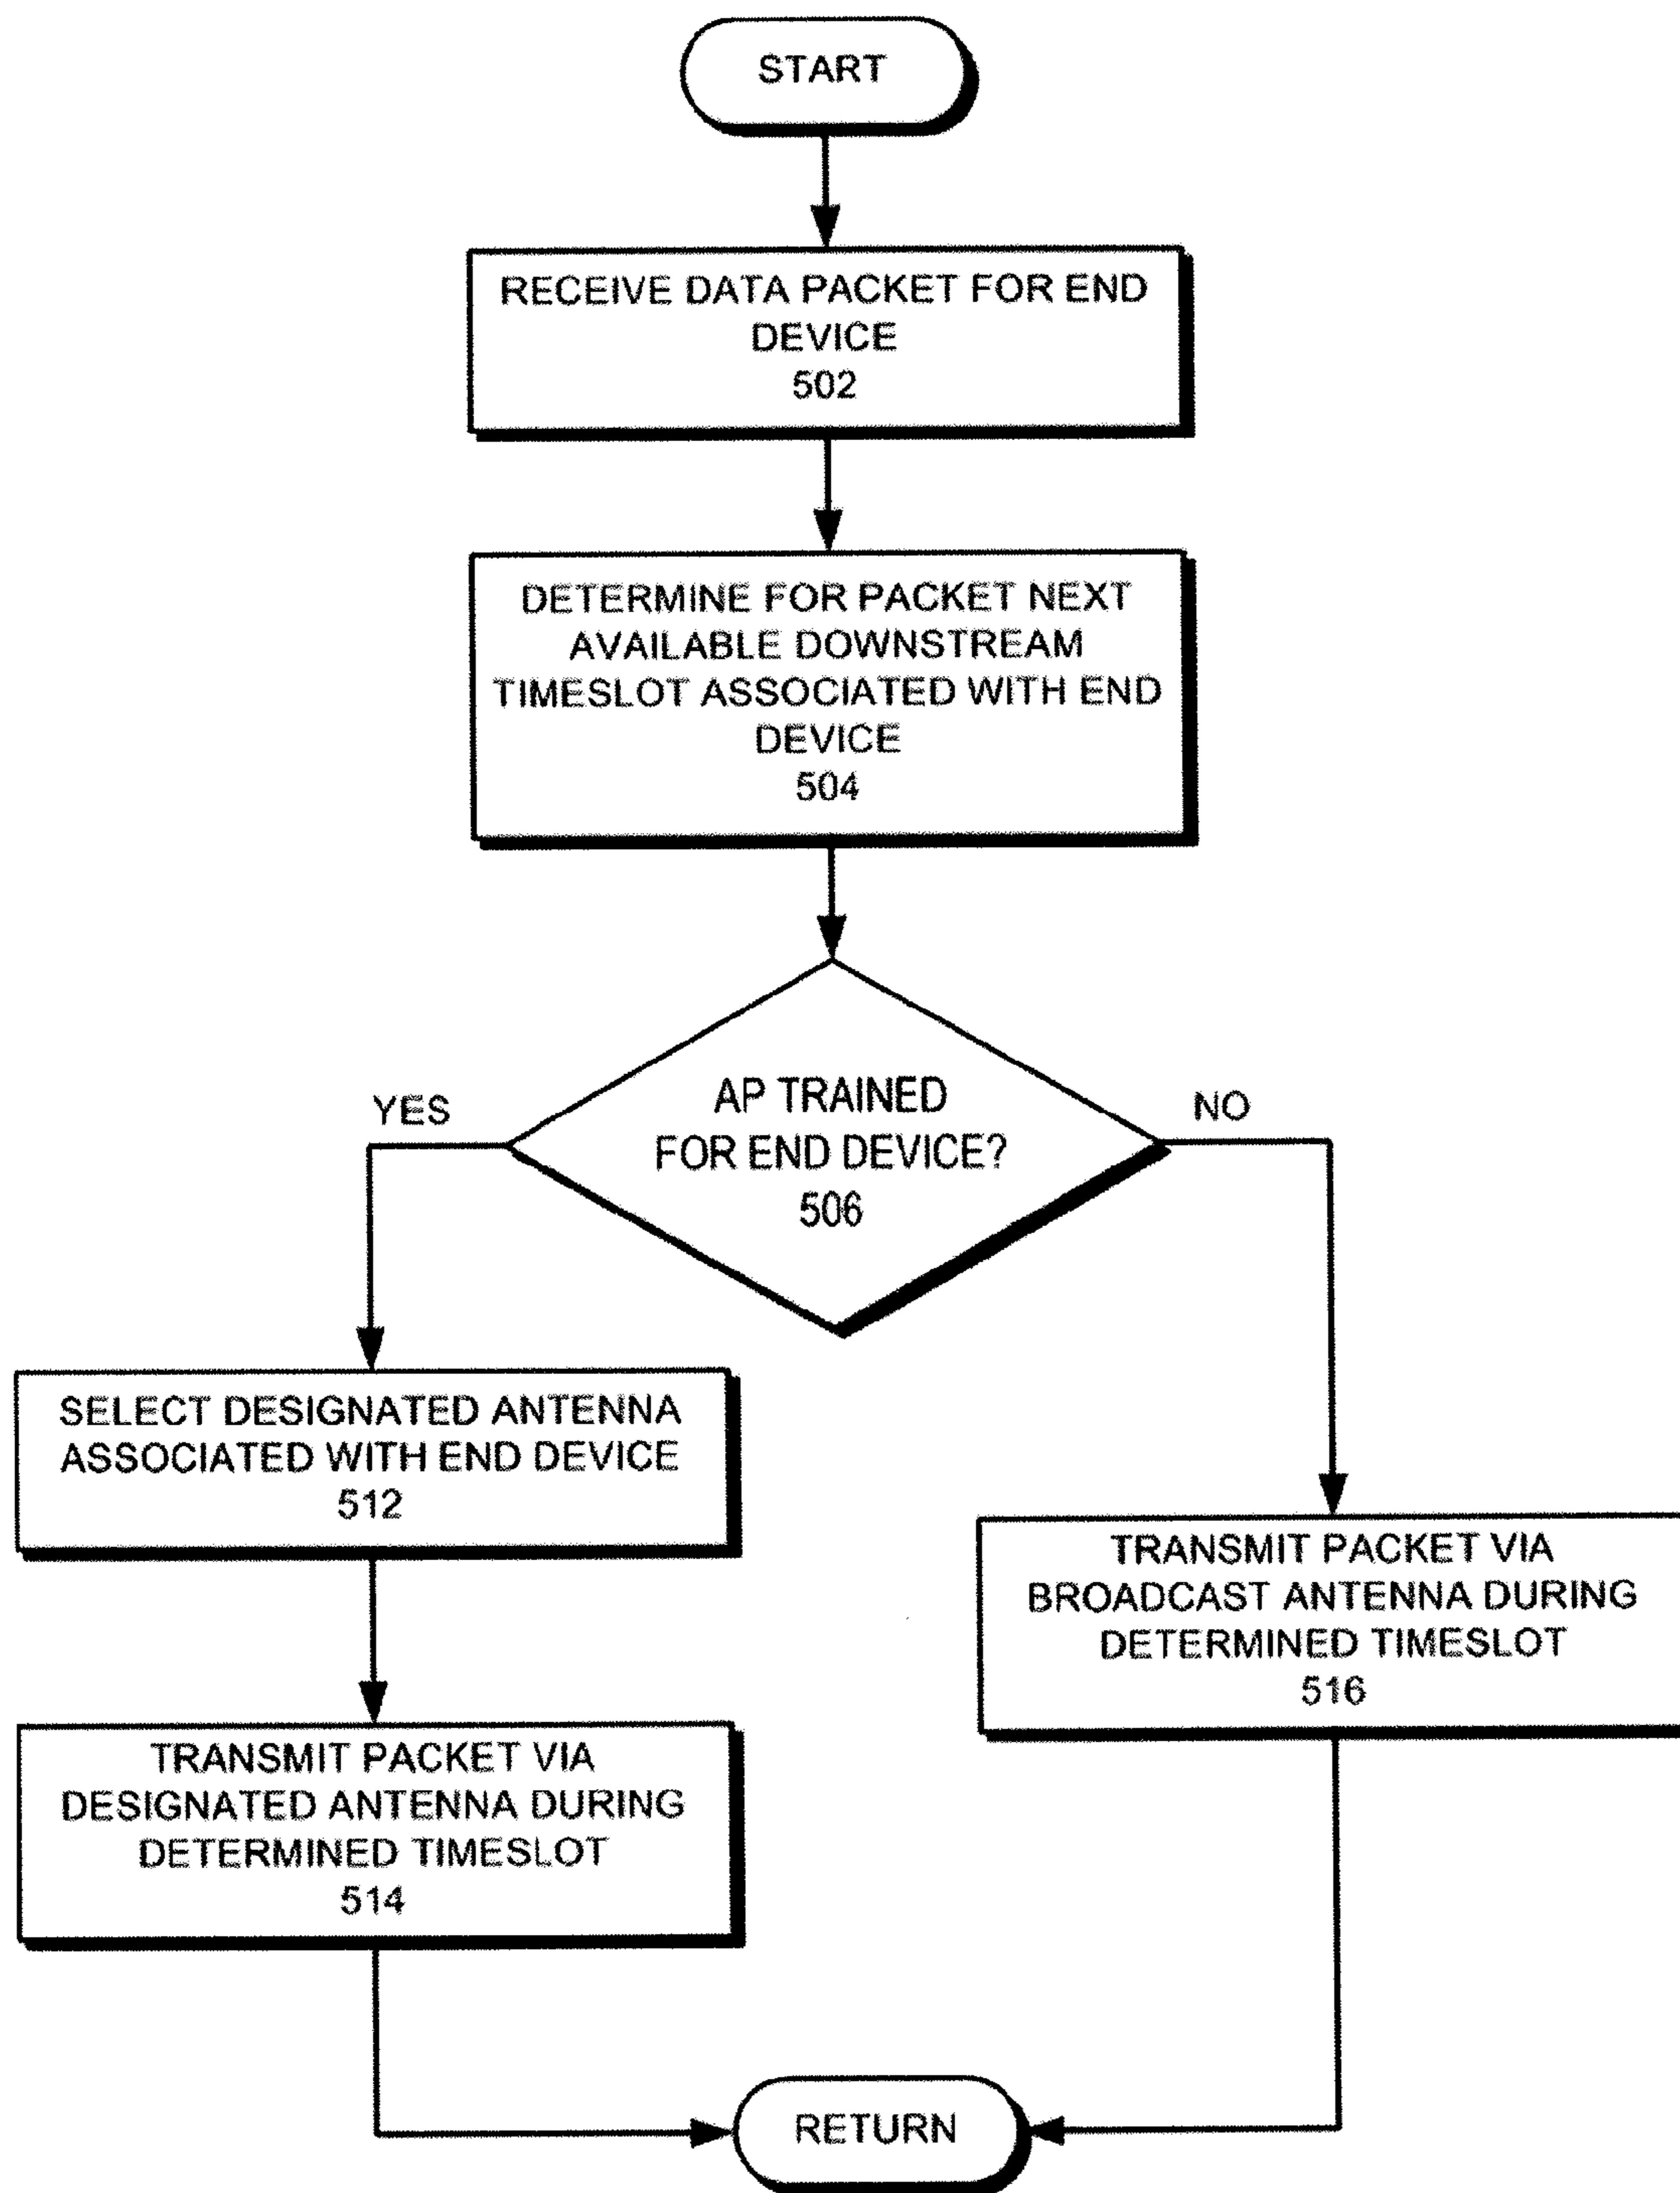 START
RECEIVE DATA PACKET FOR END
DEVICE
502
DETERMINE FOR PACKET NEXT
AVAILABLE DOWNSTREAM
TIMESLOT ASSOCIATED WITH END
DEVICE
504
AP TRAINED
FOR END DEVICE?
506
YES
NO
SELECT DESIGNATED ANTENNA
ASSOCIATED WITH END DEVICE
512
TRANSMIT PACKET VIA
DESIGNATED ANTENNA DURING
DETERMINED TIMESLOT
514
TRANSMIT PACKET VIA
BROADCAST ANTENNA DURING
DETERMINED TIMESLOT
516
RETURN